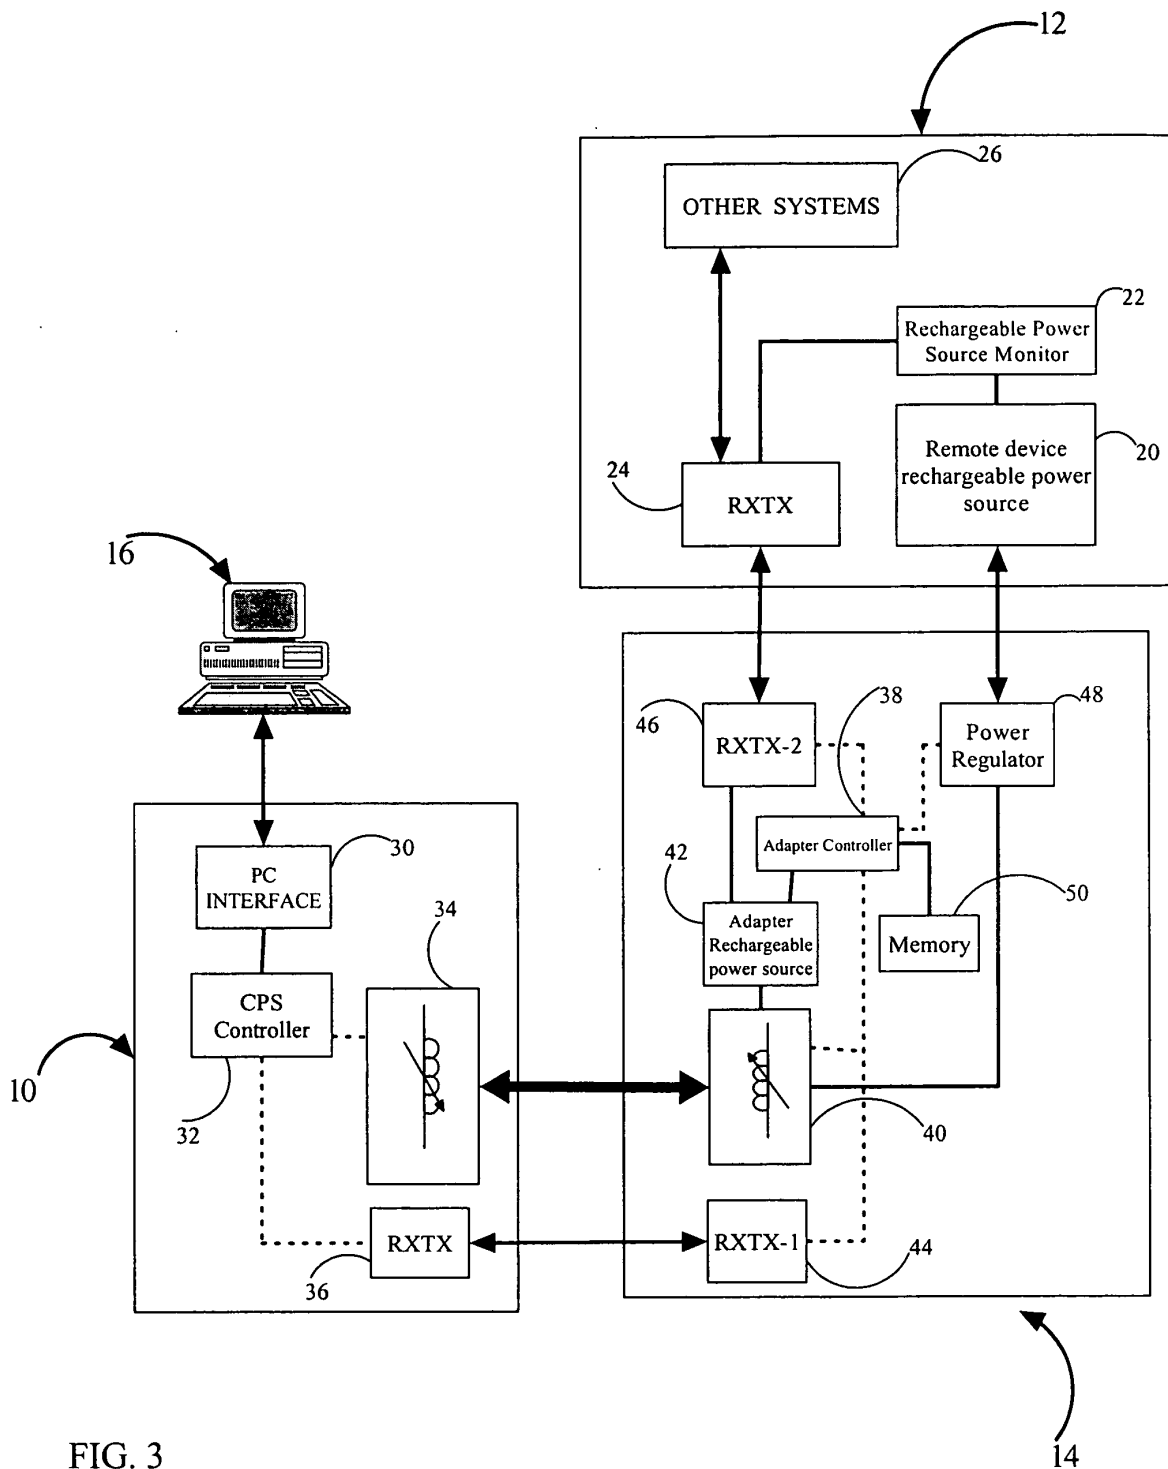 12
26
OTHER SYSTEMS
22
Rechargeable Power
Source Monitor
20
Remote device
rechargeable power
source
24
RXTX
16
38
48
46
RXTX-2
Power
Regulator
30
PC
INTERFACE
42
Adapter Controller
50
34
Adapter
Rechargeable
power source
Memory
CPS
Controller
10
32
40
RXTX
36
RXTX-1
44
FIG. 3
14